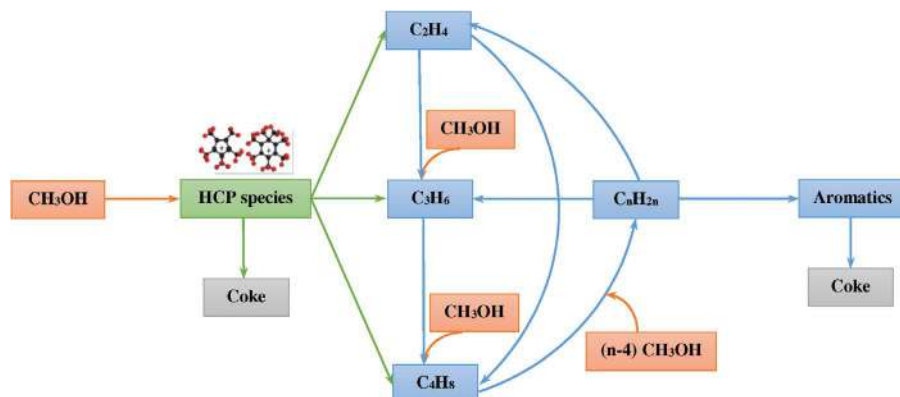 C₂H₄
CH₃OH
CH₃OH
HCP species
C₃H₆
CₙH₂ₙ
Aromatics
Coke
Coke
CH₃OH
(n-4) CH₃OH
C₄H₈